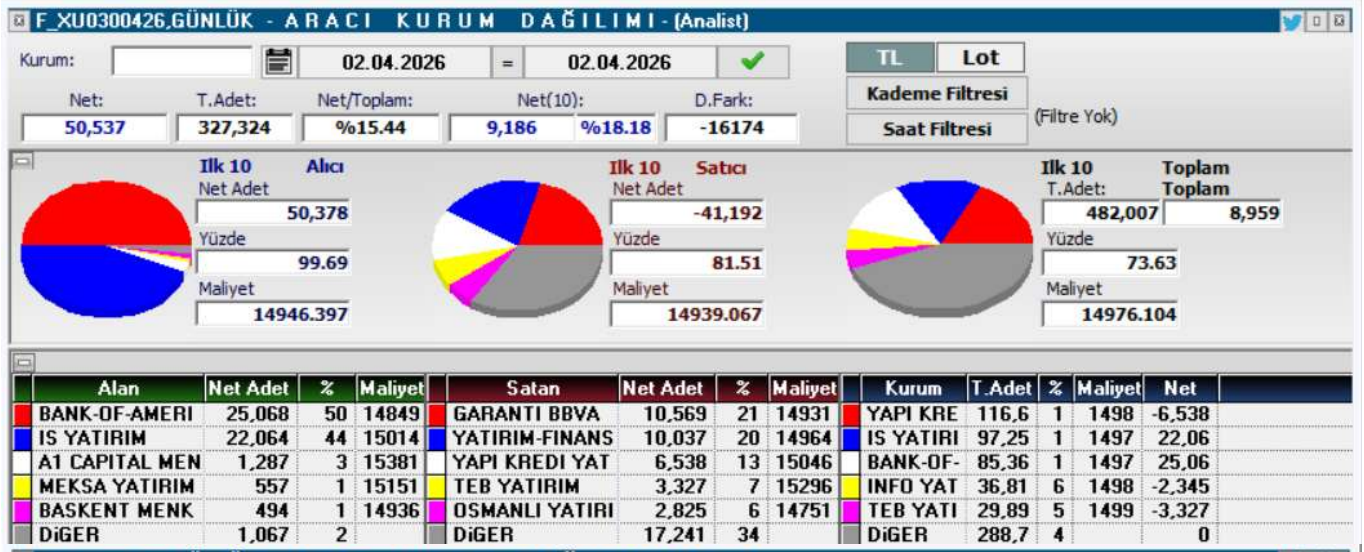 F_XU0300426,GÜNLÜK - ARACI KURUM DAĞILIMI - (Analist)
Kurum: 02.04.2026 = 02.04.2026 TL Lot
Net: T.Adet: Net/Toplam: Net(10): D.Fark: Kademe Filtresi
50,537 327,324 %15.44 9,186 %18.18 -16174 Saat Filtresi (Filtre Yok)
Ilk 10 Alıcı Ilk 10 Satıcı Ilk 10 Toplam
Net Adet Net Adet T.Adet: Toplam
50,378 -41,192 482,007 8,959
Yüzde Yüzde Yüzde
99.69 81.51 73.63
Maliyet Maliyet Maliyet
14946.397 14939.067 14976.104
Alan Net Adet % Maliyet Satan Net Adet % Maliyet Kurum T.Adet % Maliyet Net
BANK-OF-AMERI 25,068 50 14849 GARANTI BBVA 10,569 21 14931 YAPI KRE 116,6 1 1498 -6,538
IS YATIRIM 22,064 44 15014 YATIRIM-FINANS 10,037 20 14964 IS YATIRI 97,25 1 1497 22,06
A1 CAPITAL MEN 1,287 3 15381 YAPI KREDI YAT 6,538 13 15046 BANK-OF- 85,36 1 1497 25,06
MEKSA YATIRIM 557 1 15151 TEB YATIRIM 3,327 7 15296 INFO YAT 36,81 6 1498 -2,345
BASKENT MENK 494 1 14936 OSMANLI YATIRI 2,825 6 14751 TEB YATI 29,89 5 1499 -3,327
DiGER 1,067 2 DiGER 17,241 34 DiGER 288,7 4 0